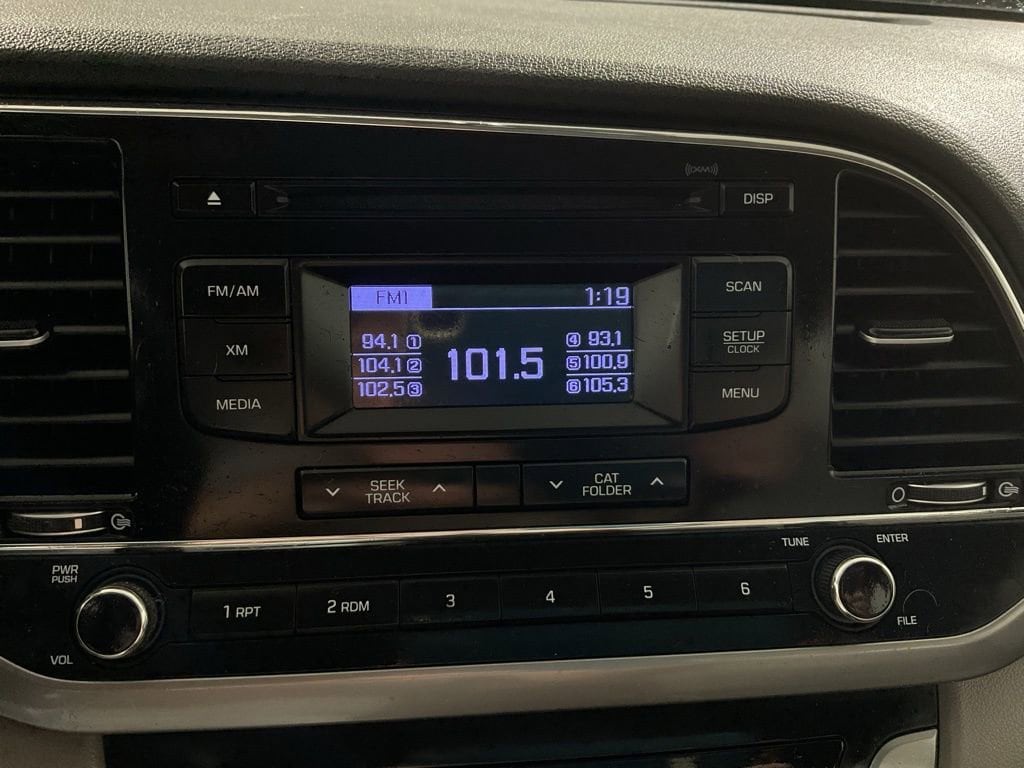 ((XM))
DISP
FM/AM
XM
MEDIA
FM1 1:19
94.1 1
104.1 2
102.5 3
101.5
4 93.1
5 100.9
6 105.3
SCAN
SETUP
CLOCK
MENU
SEEK
TRACK
CAT
FOLDER
PWR
PUSH
VOL
1 RPT
2 RDM
3
4
5
6
TUNE
ENTER
FILE